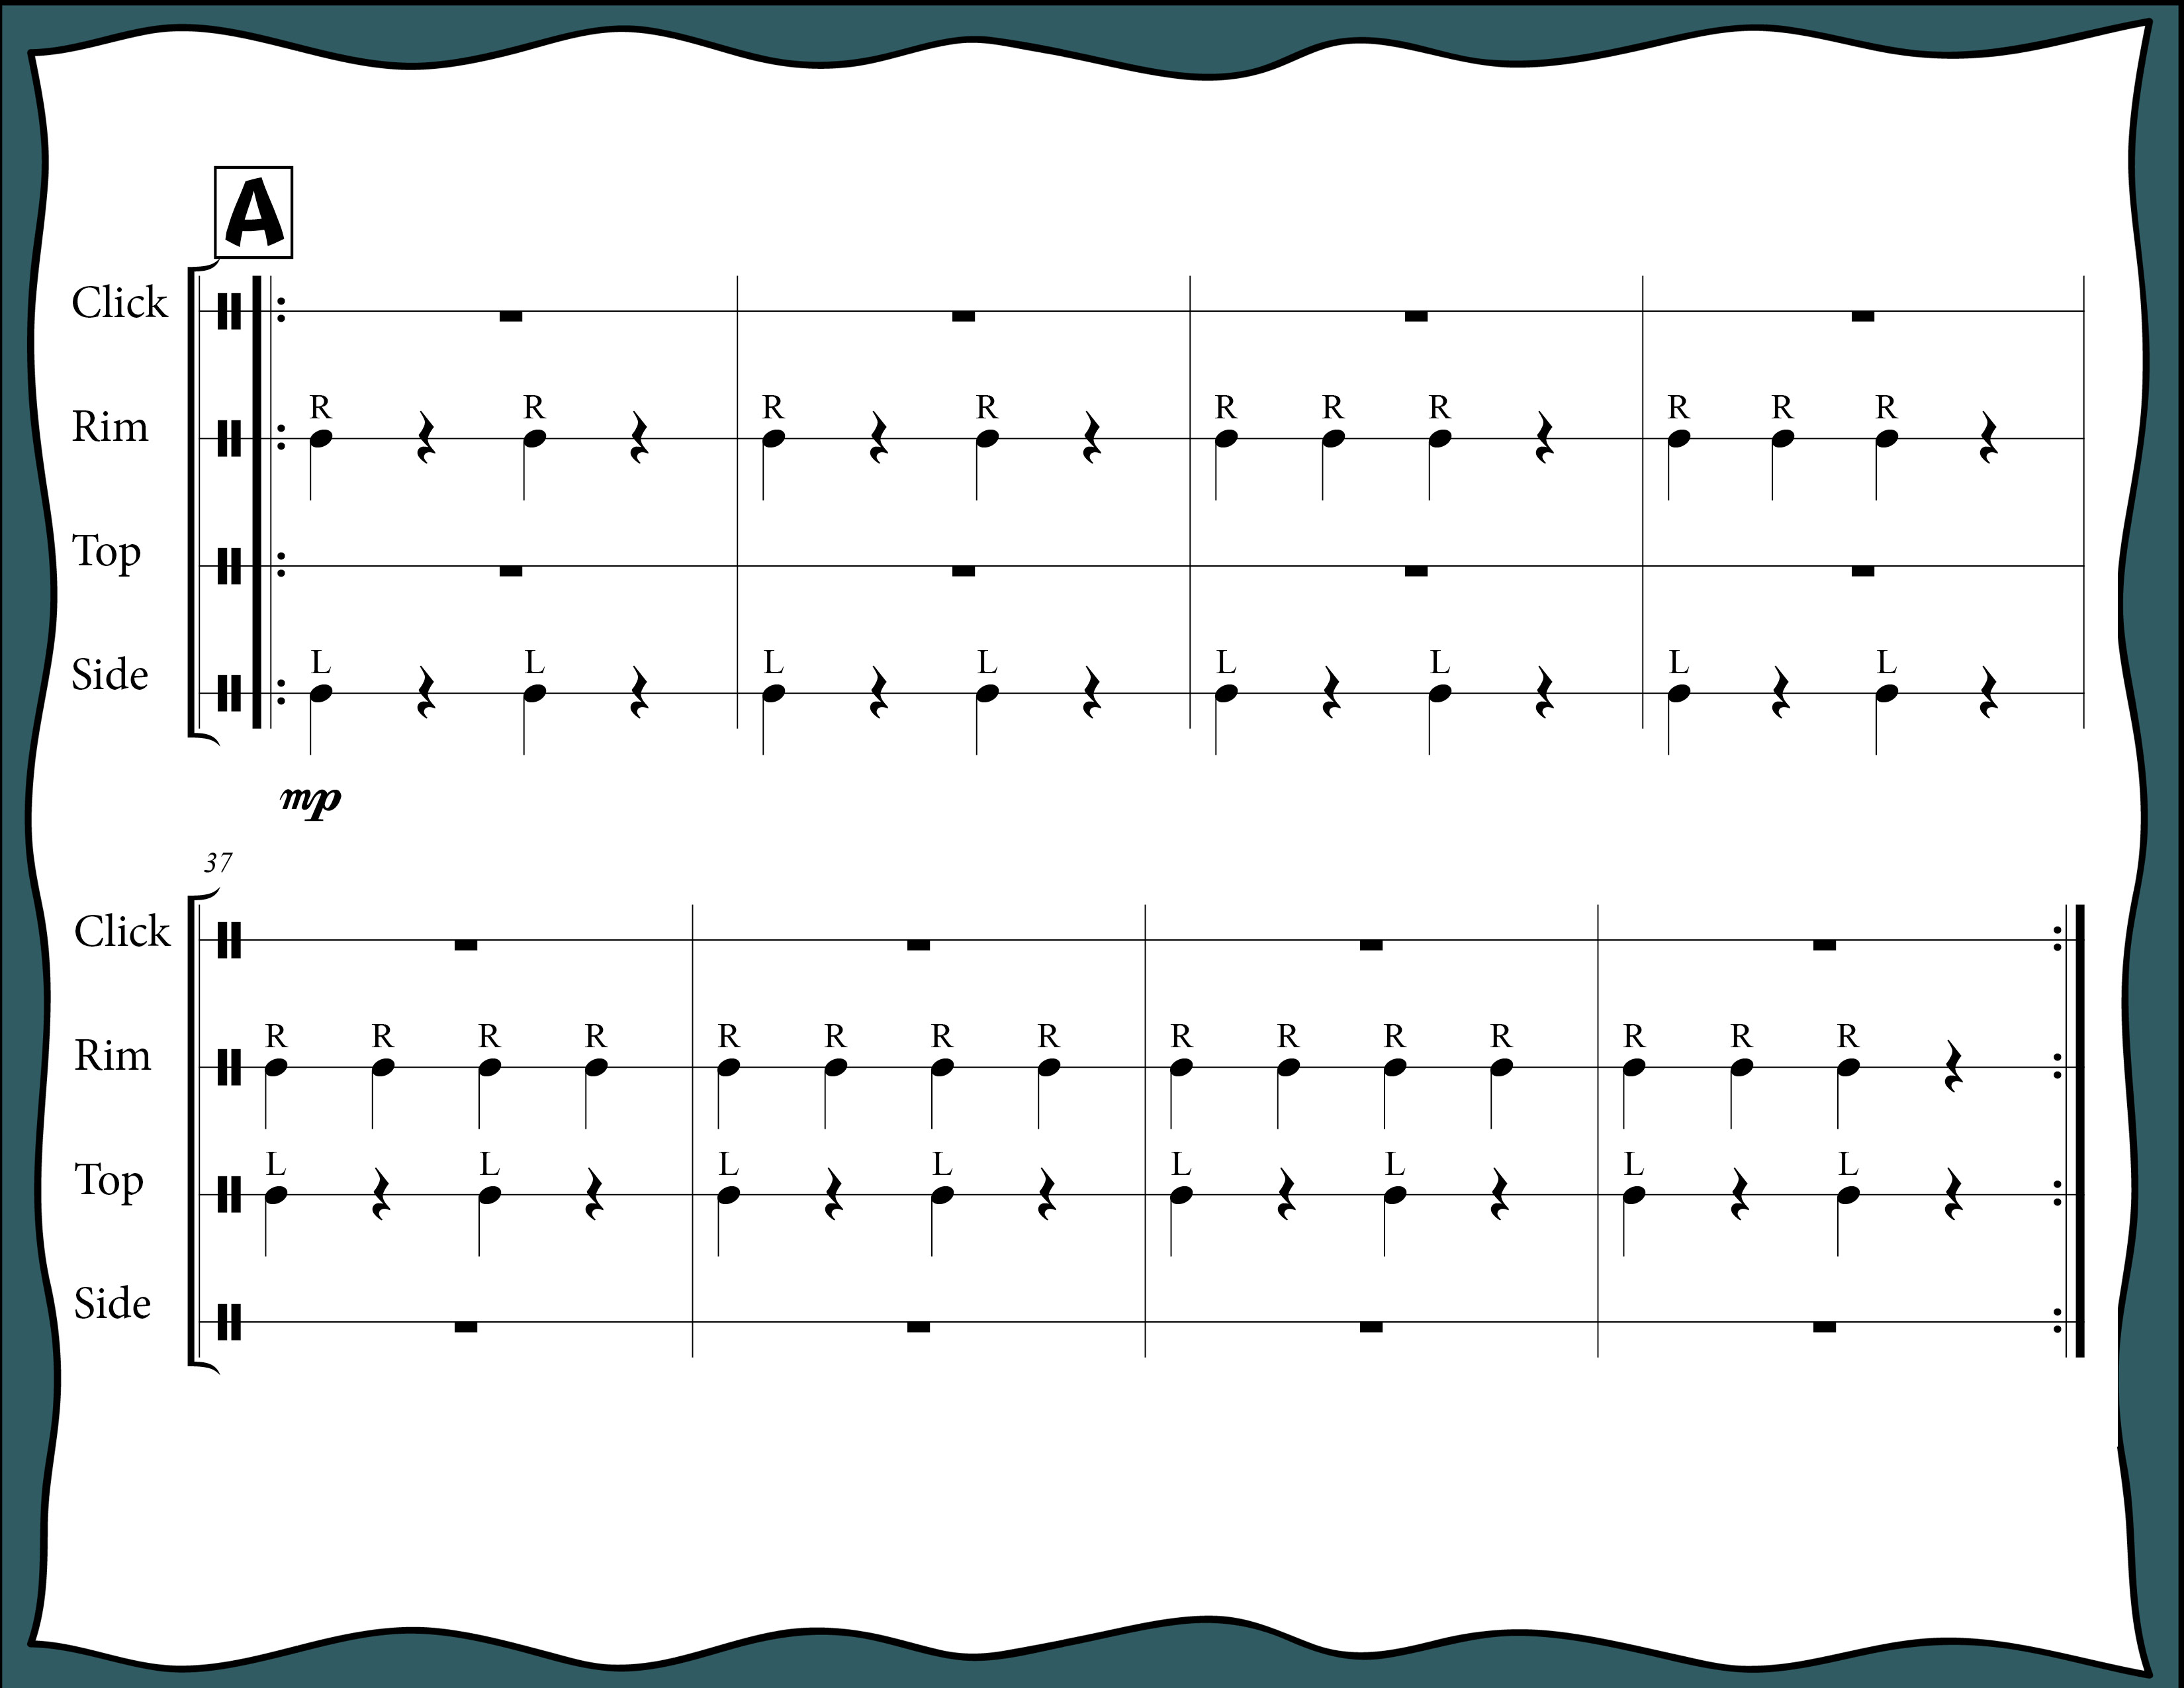 A
Click
R R R R R R R R R R
Rim
Top
L L L L L L L L
Side
mp
37
Click
R R R R R R R R R R R R R R R
Rim
L L L L L L L L
Top
Side